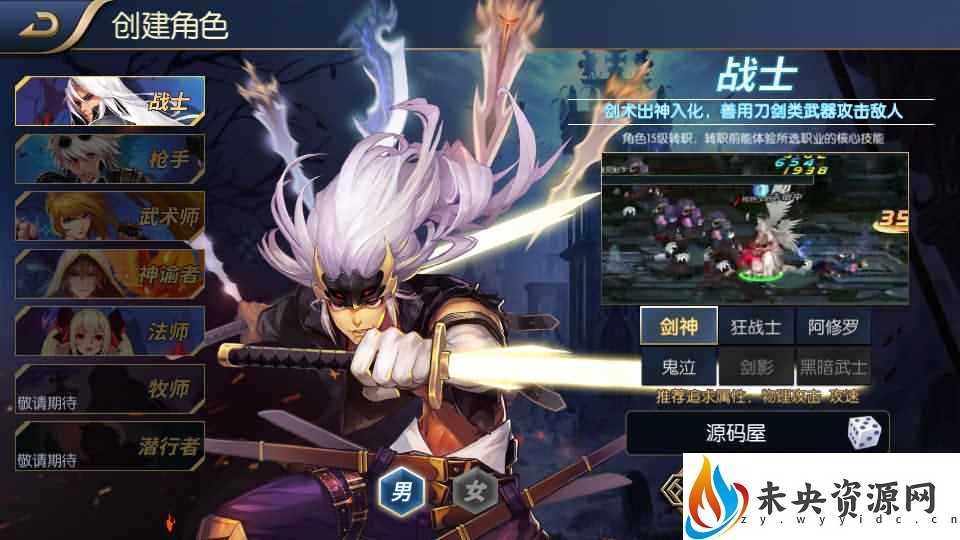 创建角色
战士
枪手
武术师
神谕者
法师
牧师
敬请期待
潜行者
敬请期待
战士
剑术出神入化，善用刀剑类武器攻击敌人
角色15级转职，转职前能体验所选职业的核心技能
654
1938
35
剑神 狂战士 阿修罗
鬼泣 剑影 黑暗武士
推荐追求属性：物理攻击 攻速
源码屋
男 女
未央资源网
zy.wyyidc.cn